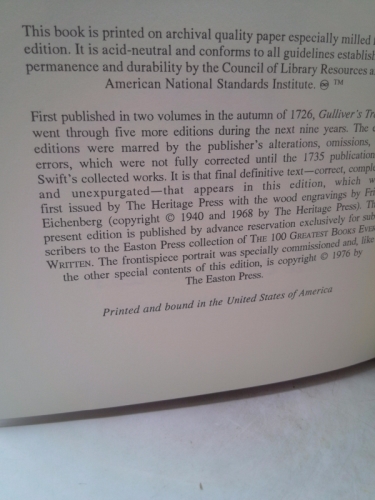 This book is printed on archival quality paper especially milled
edition. It is acid-neutral and conforms to all guidelines establis
permanence and durability by the Council of Library Resources a
American National Standards Institute. ♾ ™
First published in two volumes in the autumn of 1726, Gulliver's Tr
went through five more editions during the next nine years. The
editions were marred by the publisher's alterations, omissions,
errors, which were not fully corrected until the 1735 publication
Swift's collected works. It is that final definitive text—correct, comple
and unexpurgated—that appears in this edition, which w
first issued by The Heritage Press with the wood engravings by Fri
Eichenberg (copyright © 1940 and 1968 by The Heritage Press). Th
present edition is published by advance reservation exclusively for sub
scribers to the Easton Press collection of THE 100 GREATEST BOOKS EVE
WRITTEN. The frontispiece portrait was specially commissioned and, like
the other special contents of this edition, is copyright © 1976 by
The Easton Press.
Printed and bound in the United States of America